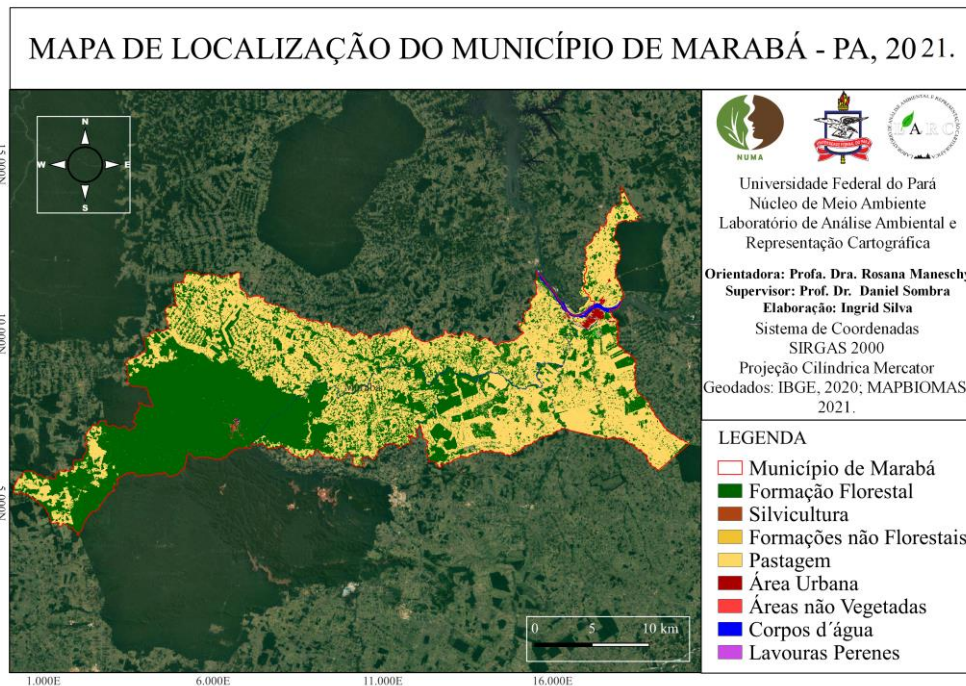 MAPA DE LOCALIZAÇÃO DO MUNICÍPIO DE MARABÁ - PA, 2021.
N
W
E
S
15.000N
10.000N
5.000N
1.000E
6.000E
11.000E
16.000E
0 5 10 km
NUMA
Universidade Federal do Pará
Núcleo de Meio Ambiente
Laboratório de Análise Ambiental e
Representação Cartográfica
Orientadora: Profa. Dra. Rosana Maneschy
Supervisor: Prof. Dr. Daniel Sombra
Elaboração: Ingrid Silva
Sistema de Coordenadas
SIRGAS 2000
Projeção Cilíndrica Mercator
Geodados: IBGE, 2020; MAPBIOMAS,
2021.
LEGENDA
Município de Marabá
Formação Florestal
Silvicultura
Formações não Florestais
Pastagem
Área Urbana
Áreas não Vegetadas
Corpos d´água
Lavouras Perenes